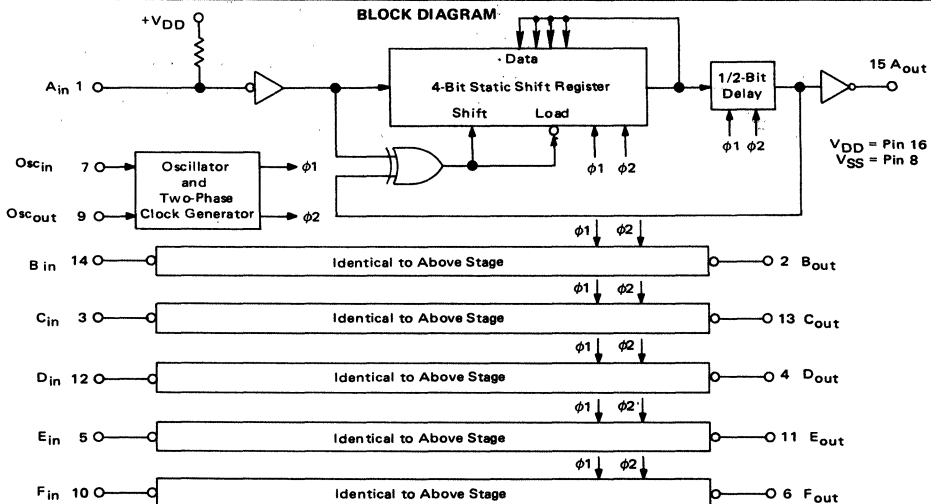 BLOCK DIAGRAM
+VDD
Data
4-Bit Static Shift Register
Shift Load
1/2-Bit
Delay
Ain 1
15 Aout
ϕ1 ϕ2
ϕ1 ϕ2
VDD = Pin 16
VSS = Pin 8
Oscin 7
Oscout 9
Oscillator
and
Two-Phase
Clock Generator
ϕ1
ϕ2
ϕ1 ϕ2
Bin 14 Identical to Above Stage 2 Bout
ϕ1 ϕ2
Cin 3 Identical to Above Stage 13 Cout
ϕ1 ϕ2
Din 12 Identical to Above Stage 4 Dout
ϕ1 ϕ2
Ein 5 Identical to Above Stage 11 Eout
ϕ1 ϕ2
Fin 10 Identical to Above Stage 6 Fout